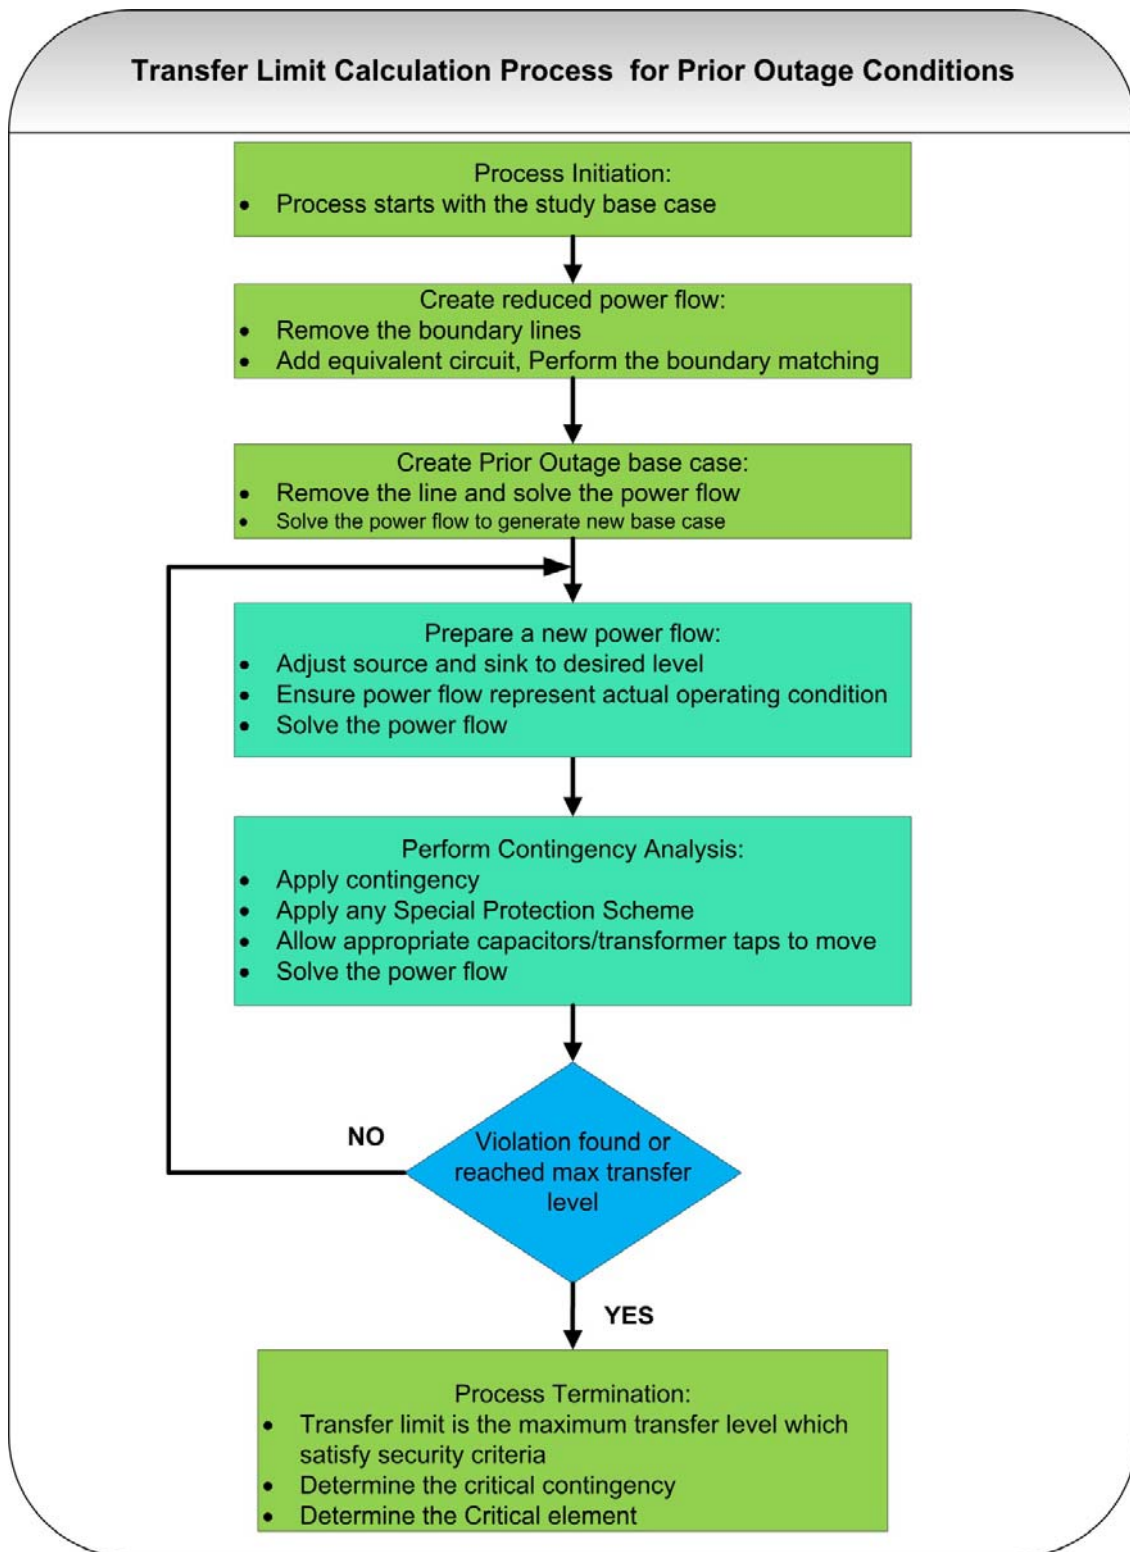 Transfer Limit Calculation Process for Prior Outage Conditions
Process Initiation:
• Process starts with the study base case
Create reduced power flow:
• Remove the boundary lines
• Add equivalent circuit, Perform the boundary matching
Create Prior Outage base case:
• Remove the line and solve the power flow
• Solve the power flow to generate new base case
Prepare a new power flow:
• Adjust source and sink to desired level
• Ensure power flow represent actual operating condition
• Solve the power flow
Perform Contingency Analysis:
• Apply contingency
• Apply any Special Protection Scheme
• Allow appropriate capacitors/transformer taps to move
• Solve the power flow
NO
Violation found or
reached max transfer
level
YES
Process Termination:
• Transfer limit is the maximum transfer level which
satisfy security criteria
• Determine the critical contingency
• Determine the Critical element